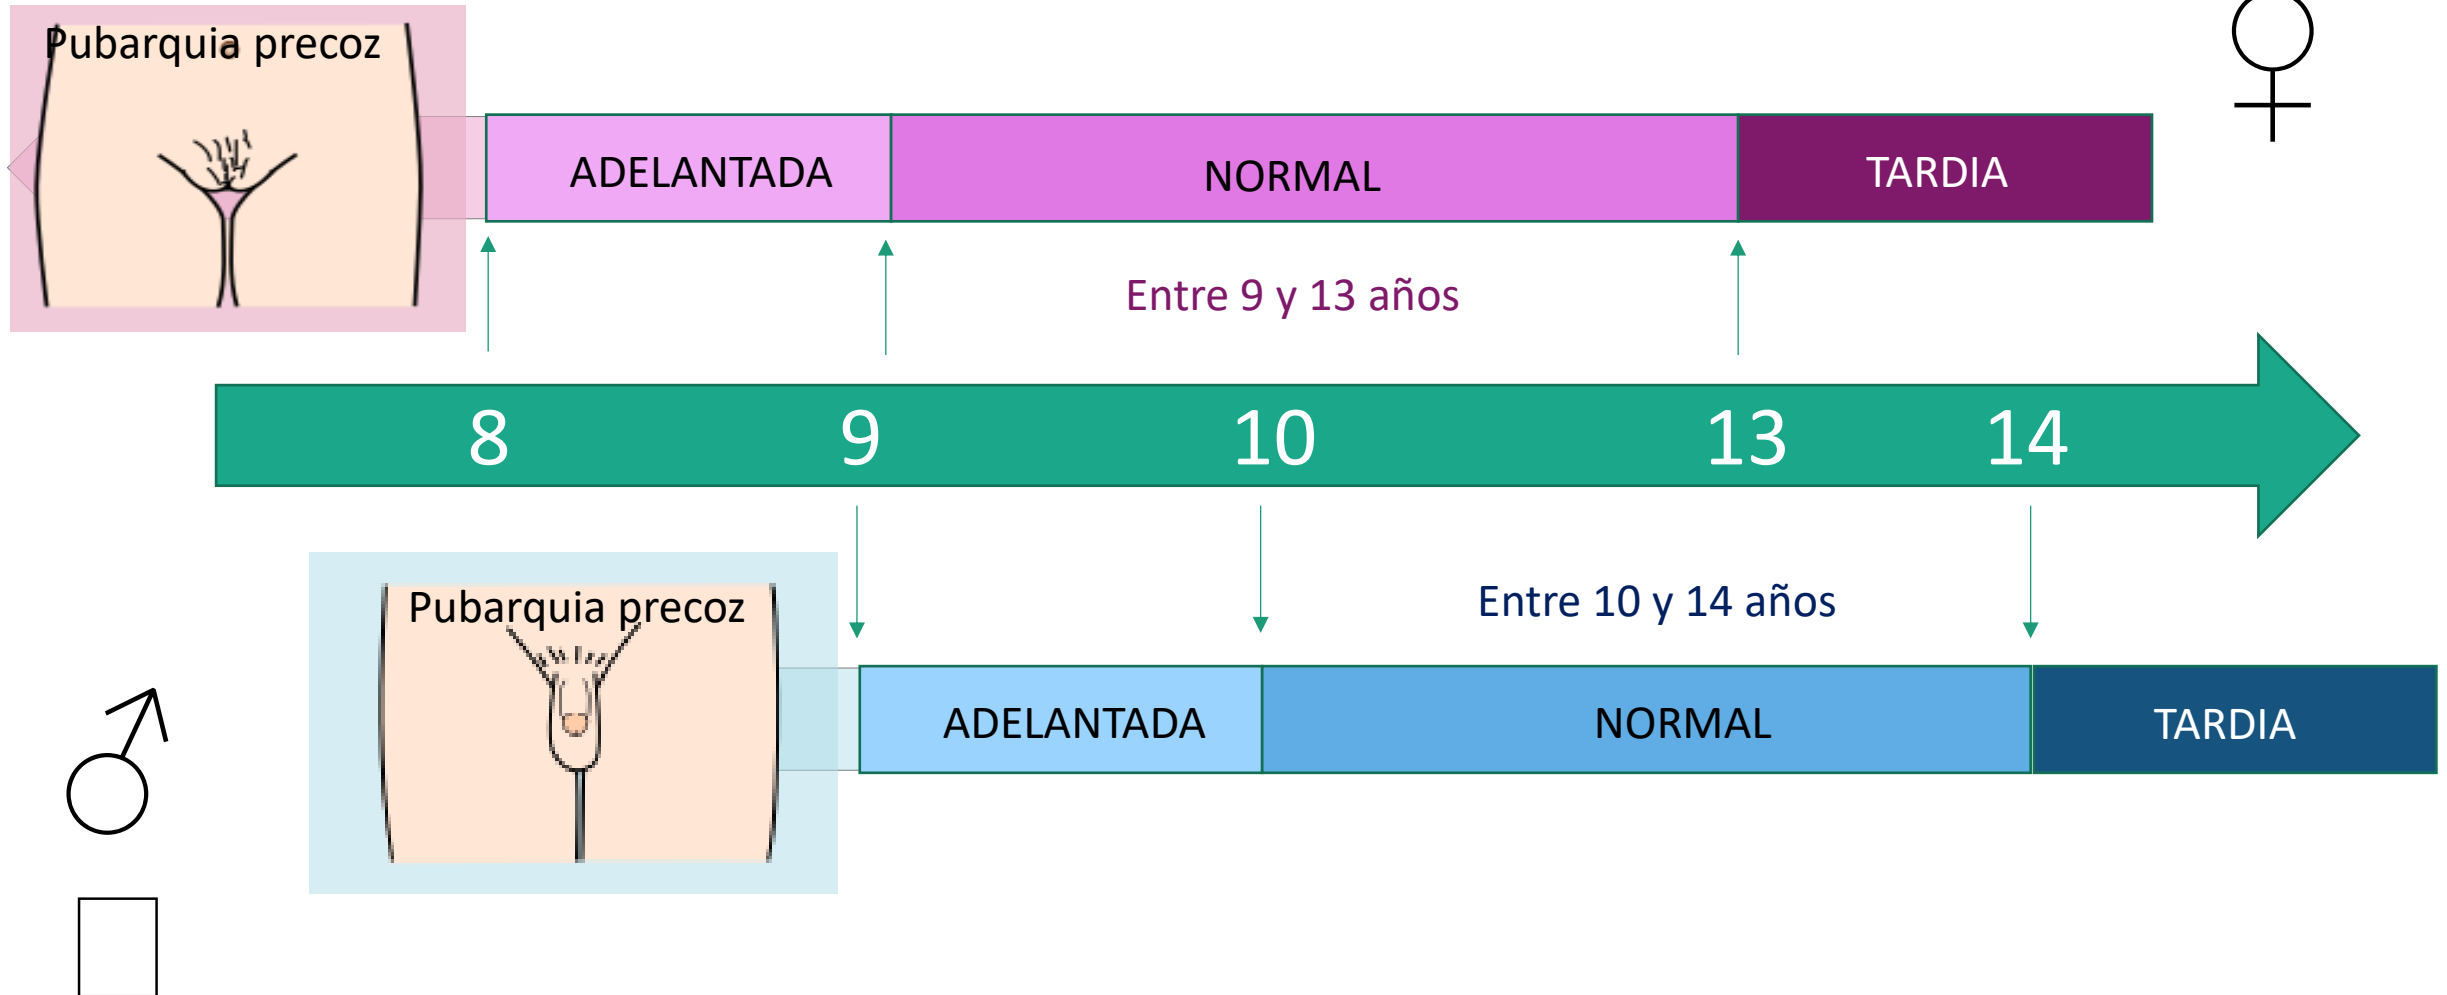 Pubarquia precoz
ADELANTADA
NORMAL
TARDIA
Entre 9 y 13 años
8
9
10
13
14
Entre 10 y 14 años
Pubarquia precoz
ADELANTADA
NORMAL
TARDIA